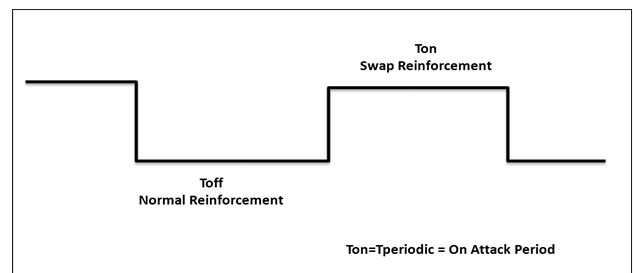 Ton
Swap Reinforcement
Toff
Normal Reinforcement
Ton=Tperiodic = On Attack Period